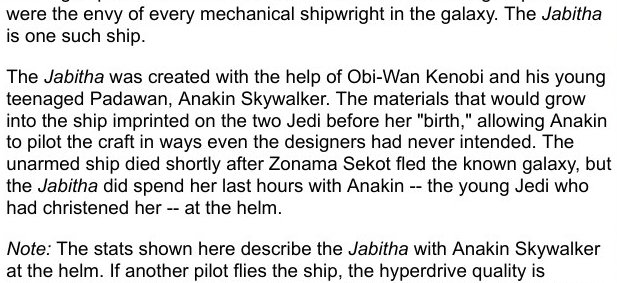 were the envy of every mechanical shipwright in the galaxy. The Jabitha
is one such ship.
The Jabitha was created with the help of Obi-Wan Kenobi and his young
teenaged Padawan, Anakin Skywalker. The materials that would grow
into the ship imprinted on the two Jedi before her "birth," allowing Anakin
to pilot the craft in ways even the designers had never intended. The
unarmed ship died shortly after Zonama Sekot fled the known galaxy, but
the Jabitha did spend her last hours with Anakin -- the young Jedi who
had christened her -- at the helm.
Note: The stats shown here describe the Jabitha with Anakin Skywalker
at the helm. If another pilot flies the ship, the hyperdrive quality is